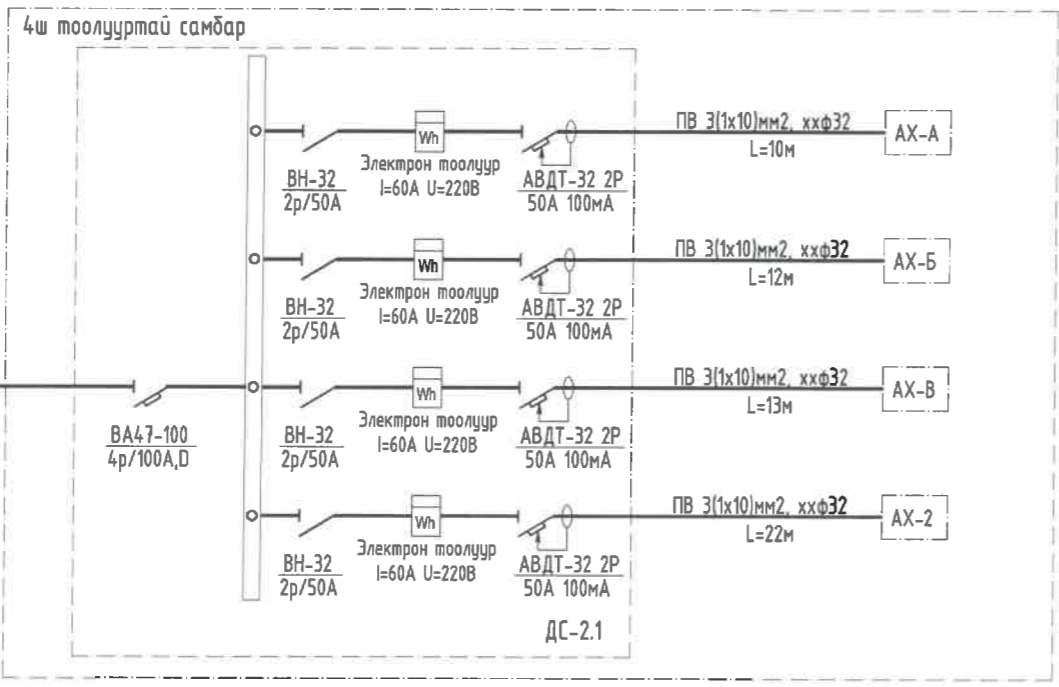 4ш тоолууртай самбар
ВН-32
2р/50А
Wh
Электрон тоолуур
I=60А U=220В
АВДТ-32 2Р
50А 100мА
ПВ 3(1х10)мм2, ххф32
L=10м
АХ-А
ВН-32
2р/50А
Wh
Электрон тоолуур
I=60А U=220В
АВДТ-32 2Р
50А 100мА
ПВ 3(1х10)мм2, ххф32
L=12м
АХ-Б
ВА47-100
4р/100А,D
ВН-32
2р/50А
Wh
Электрон тоолуур
I=60А U=220В
АВДТ-32 2Р
50А 100мА
ПВ 3(1х10)мм2, ххф32
L=13м
АХ-В
ВН-32
2р/50А
Wh
Электрон тоолуур
I=60А U=220В
АВДТ-32 2Р
50А 100мА
ПВ 3(1х10)мм2, ххф32
L=22м
АХ-2
ДС-2.1